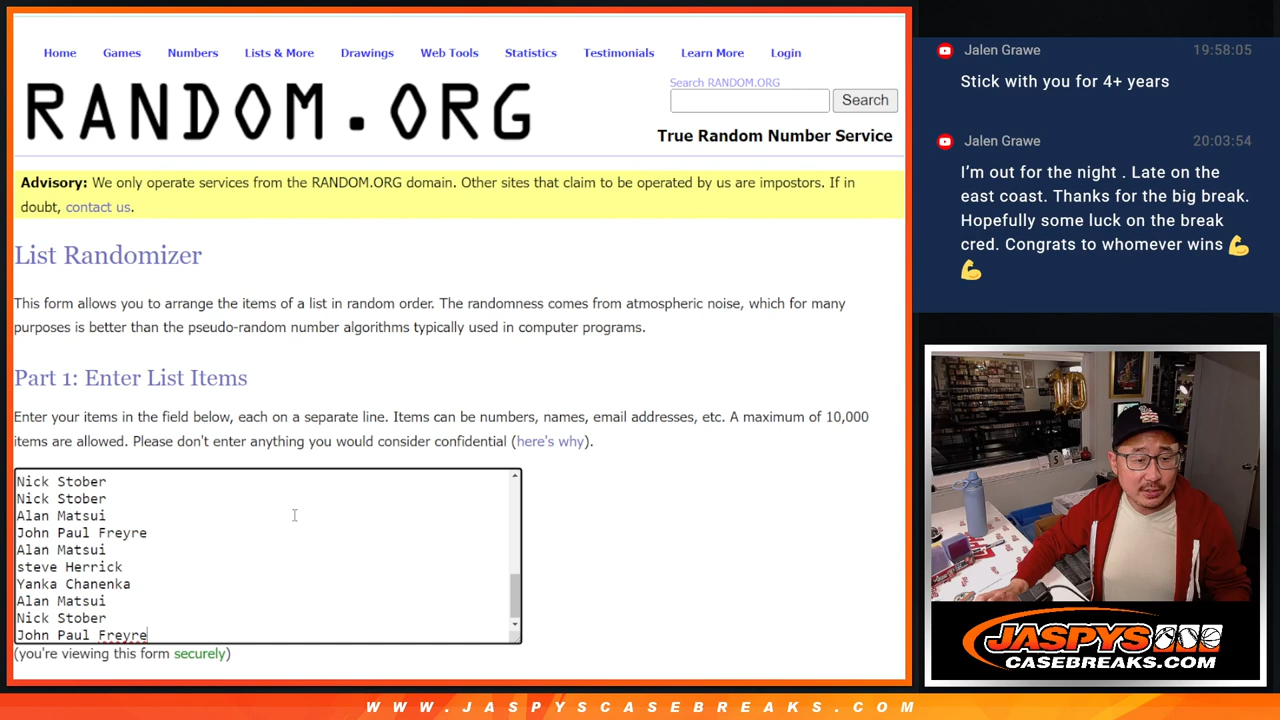 Home Games Numbers Lists & More Drawings Web Tools Statistics Testimonials Learn More Login
RANDOM.ORG
Search RANDOM.ORG
Search
True Random Number Service
Advisory: We only operate services from the RANDOM.ORG domain. Other sites that claim to be operated by us are impostors. If in
doubt, contact us.
List Randomizer
This form allows you to arrange the items of a list in random order. The randomness comes from atmospheric noise, which for many
purposes is better than the pseudo-random number algorithms typically used in computer programs.
Part 1: Enter List Items
Enter your items in the field below, each on a separate line. Items can be numbers, names, email addresses, etc. A maximum of 10,000
items are allowed. Please don't enter anything you would consider confidential (here's why).
Nick Stober
Nick Stober
Alan Matsui
John Paul Freyre
Alan Matsui
steve Herrick
Yanka Chanenka
Alan Matsui
Nick Stober
John Paul Freyre
(you're viewing this form securely)
Jalen Grawe 19:58:05
Stick with you for 4+ years
Jalen Grawe 20:03:54
I'm out for the night . Late on the
east coast. Thanks for the big break.
Hopefully some luck on the break
cred. Congrats to whomever wins 💪
💪
10
JASPYS
CASEBREAKS.COM
WWW.JASPYSCASEBREAKS.COM